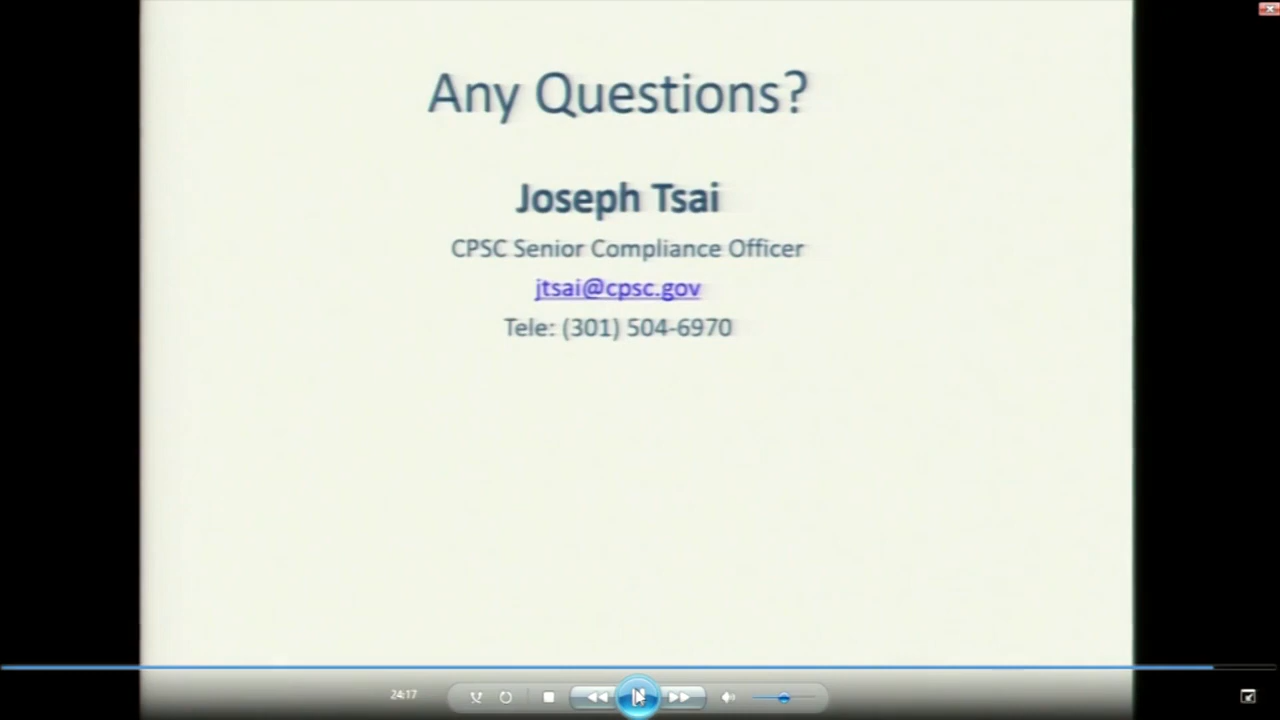 Any Questions?
Joseph Tsai
CPSC Senior Compliance Officer
jtsai@cpsc.gov
Tele: (301) 504-6970
24:17